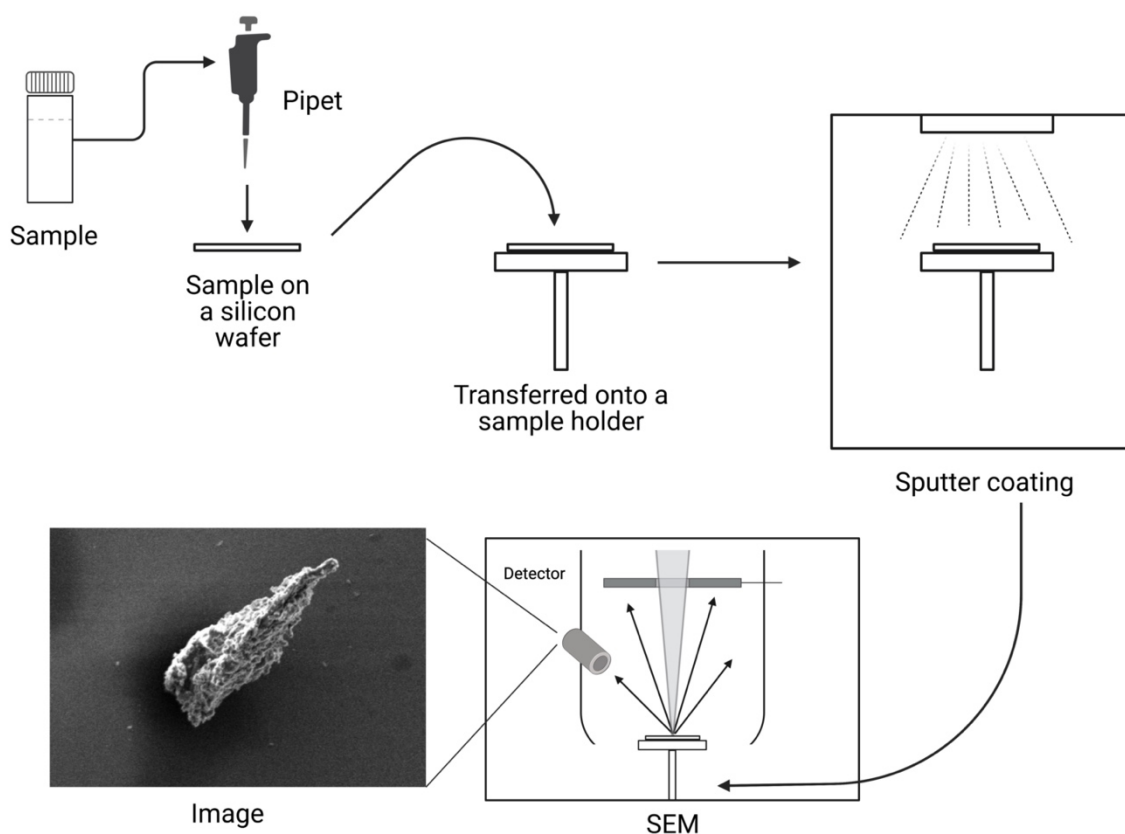 Pipet
Sample
Sample on
a silicon
wafer
Transferred onto a
sample holder
Sputter coating
Detector
Image
SEM